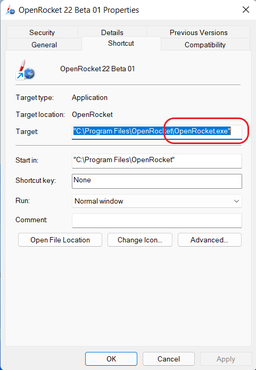 OpenRocket 22 Beta 01 Properties
Security Details Previous Versions
General Shortcut Compatibility
OpenRocket 22 Beta 01
Target type: Application
Target location: OpenRocket
Target: "C:\Program Files\OpenRocket\OpenRocket.exe"
Start in: "C:\Program Files\OpenRocket"
Shortcut key: None
Run: Normal window
Comment:
Open File Location Change Icon... Advanced...
OK Cancel Apply